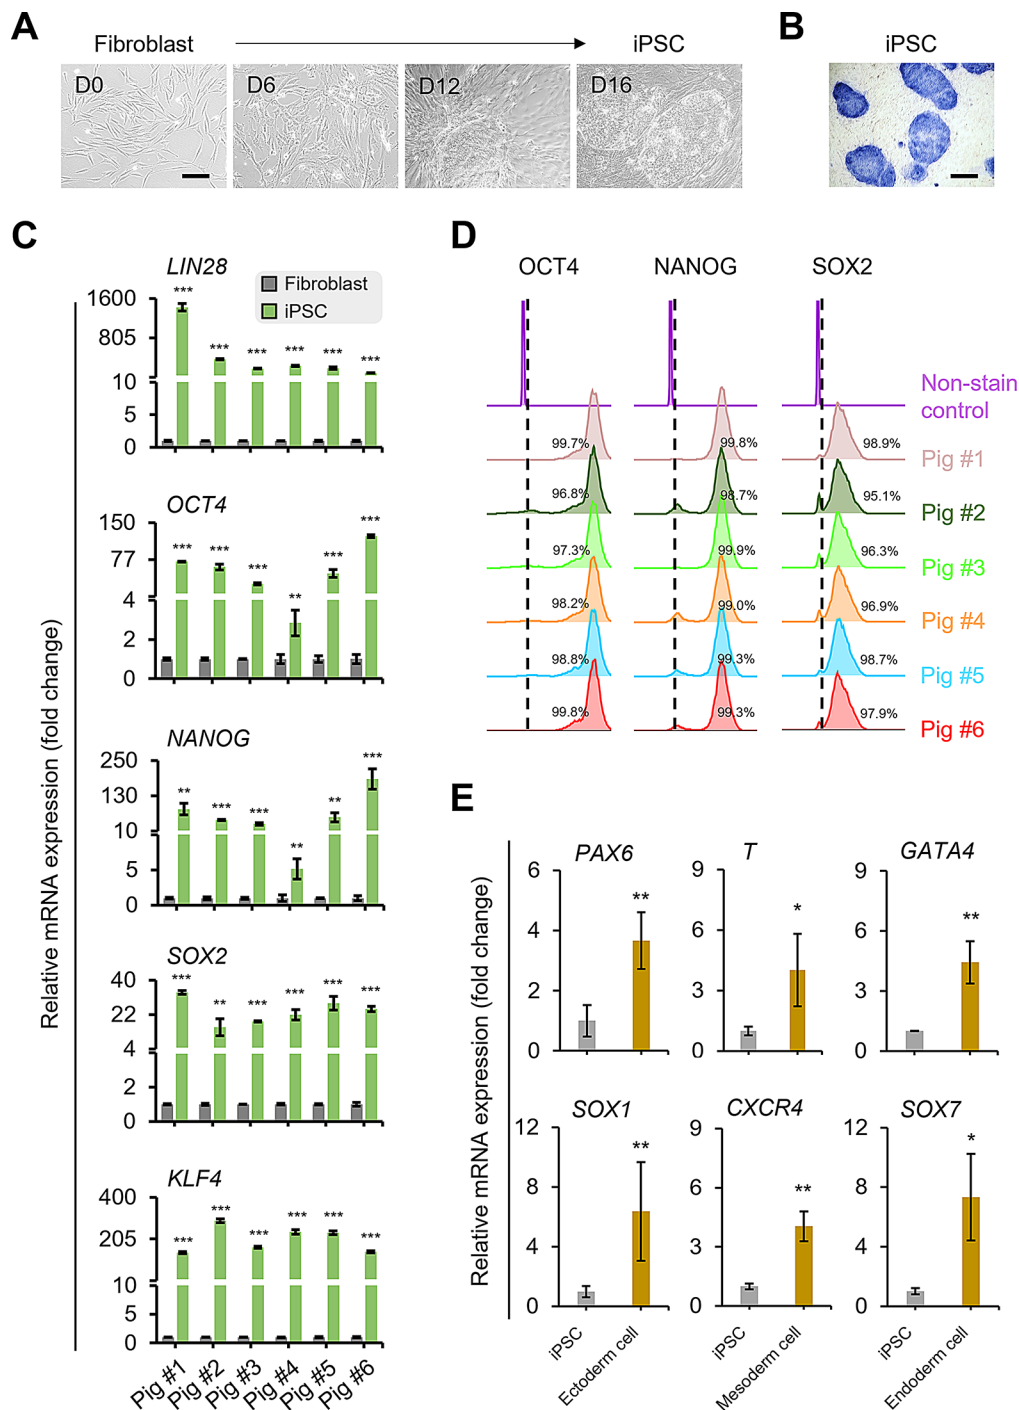 A
Fibroblast
iPSC
D0
D6
D12
D16
B
iPSC
C
Relative mRNA expression (fold change)
LIN28
Fibroblast
iPSC
1600
805
10
5
0
***
***
***
***
***
***
OCT4
150
77
4
2
0
***
***
***
**
***
***
NANOG
250
130
10
5
0
**
***
***
**
**
***
SOX2
40
22
4
2
0
***
**
***
***
***
***
KLF4
400
205
10
5
0
***
***
***
***
***
***
Pig #1
Pig #2
Pig #3
Pig #4
Pig #5
Pig #6
D
OCT4
NANOG
SOX2
Non-stain
control
99.7%
99.8%
98.9%
Pig #1
96.8%
98.7%
95.1%
Pig #2
97.3%
99.9%
96.3%
Pig #3
98.2%
99.0%
96.9%
Pig #4
98.8%
99.3%
98.7%
Pig #5
99.8%
99.3%
97.9%
Pig #6
E
Relative mRNA expression (fold change)
PAX6
6
4
2
0
**
T
9
6
3
0
*
GATA4
9
6
3
0
**
SOX1
12
8
4
0
**
iPSC
Ectoderm cell
CXCR4
9
6
3
0
**
iPSC
Mesoderm cell
SOX7
12
8
4
0
*
iPSC
Endoderm cell